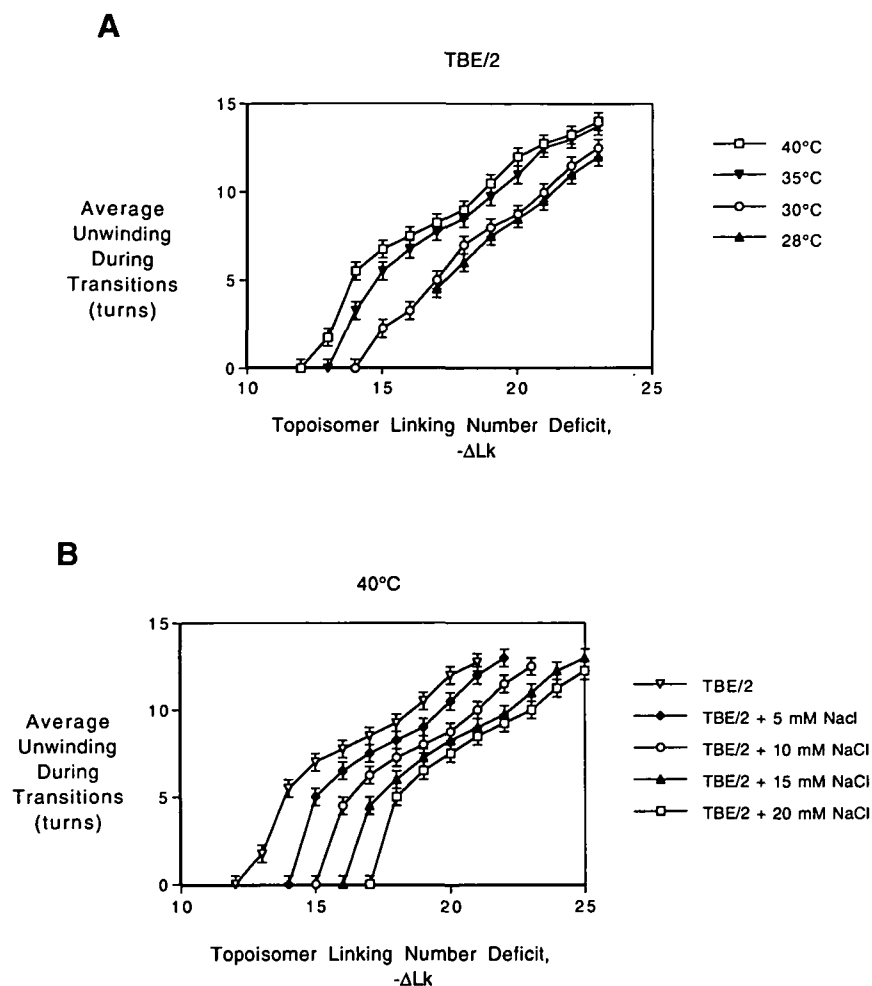 A
TBE/2
15
10
5
0
10 15 20 25
Average
Unwinding
During
Transitions
(turns)
Topoisomer Linking Number Deficit,
-ΔLk
40°C
35°C
30°C
28°C
B
40°C
15
10
5
0
10 15 20 25
Average
Unwinding
During
Transitions
(turns)
Topoisomer Linking Number Deficit,
-ΔLk
TBE/2
TBE/2 + 5 mM Nacl
TBE/2 + 10 mM NaCl
TBE/2 + 15 mM NaCl
TBE/2 + 20 mM NaCl